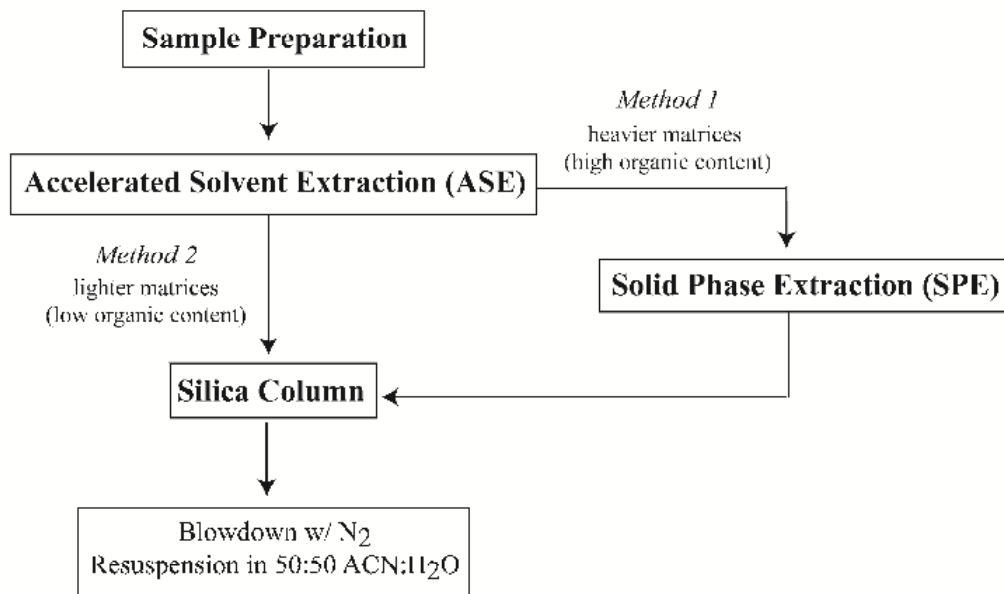 Sample Preparation
Method 1
heavier matrices
(high organic content)
Accelerated Solvent Extraction (ASE)
Method 2
lighter matrices
(low organic content)
Solid Phase Extraction (SPE)
Silica Column
Blowdown w/ N2
Resuspension in 50:50 ACN:H2O